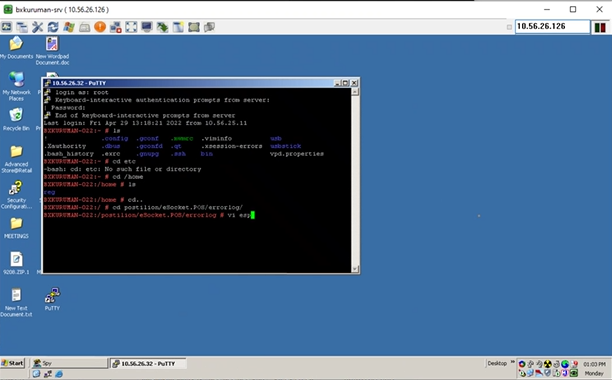 bxkuruman-srv ( 10.56.26.126 )
10.56.26.126
My Documents
New Wordpad doc.txt
My Network Places
Recycle Bin
Advanced Store@Retail
Security Configurati...
MEETINGS
9208.ZIP.1
New Text Document.txt
PuTTY
10.56.26.32 - PuTTY
login as: root
Keyboard-interactive authentication prompts from server:
| Password:
End of keyboard-interactive prompts from server
Last login: Fri Apr 29 13:18:21 2022 from 10.56.25.11
BXKURUMAN-022:~ # ls
! .config .gconf .exmcc .viminfo usb
.Xauthority .dbus .gconfd .qt .xsession-errors usbstick
.bash_history .exrc .gnupg .ssh bin vpd.properties
BXKURUMAN-022:~ # cd etc
-bash: cd: etc: No such file or directory
BXKURUMAN-022:~ # cd /home
BXKURUMAN-022:/home # ls
reg
BXKURUMAN-022:/home # cd..
BXKURUMAN-022:/ # cd postilion/eSocket.POS/errorlog/
BXKURUMAN-022:/postilion/eSocket.POS/errorlog # vi esp
Start
Spy
10.56.26.32 - PuTTY
Desktop
01:03 PM
Monday